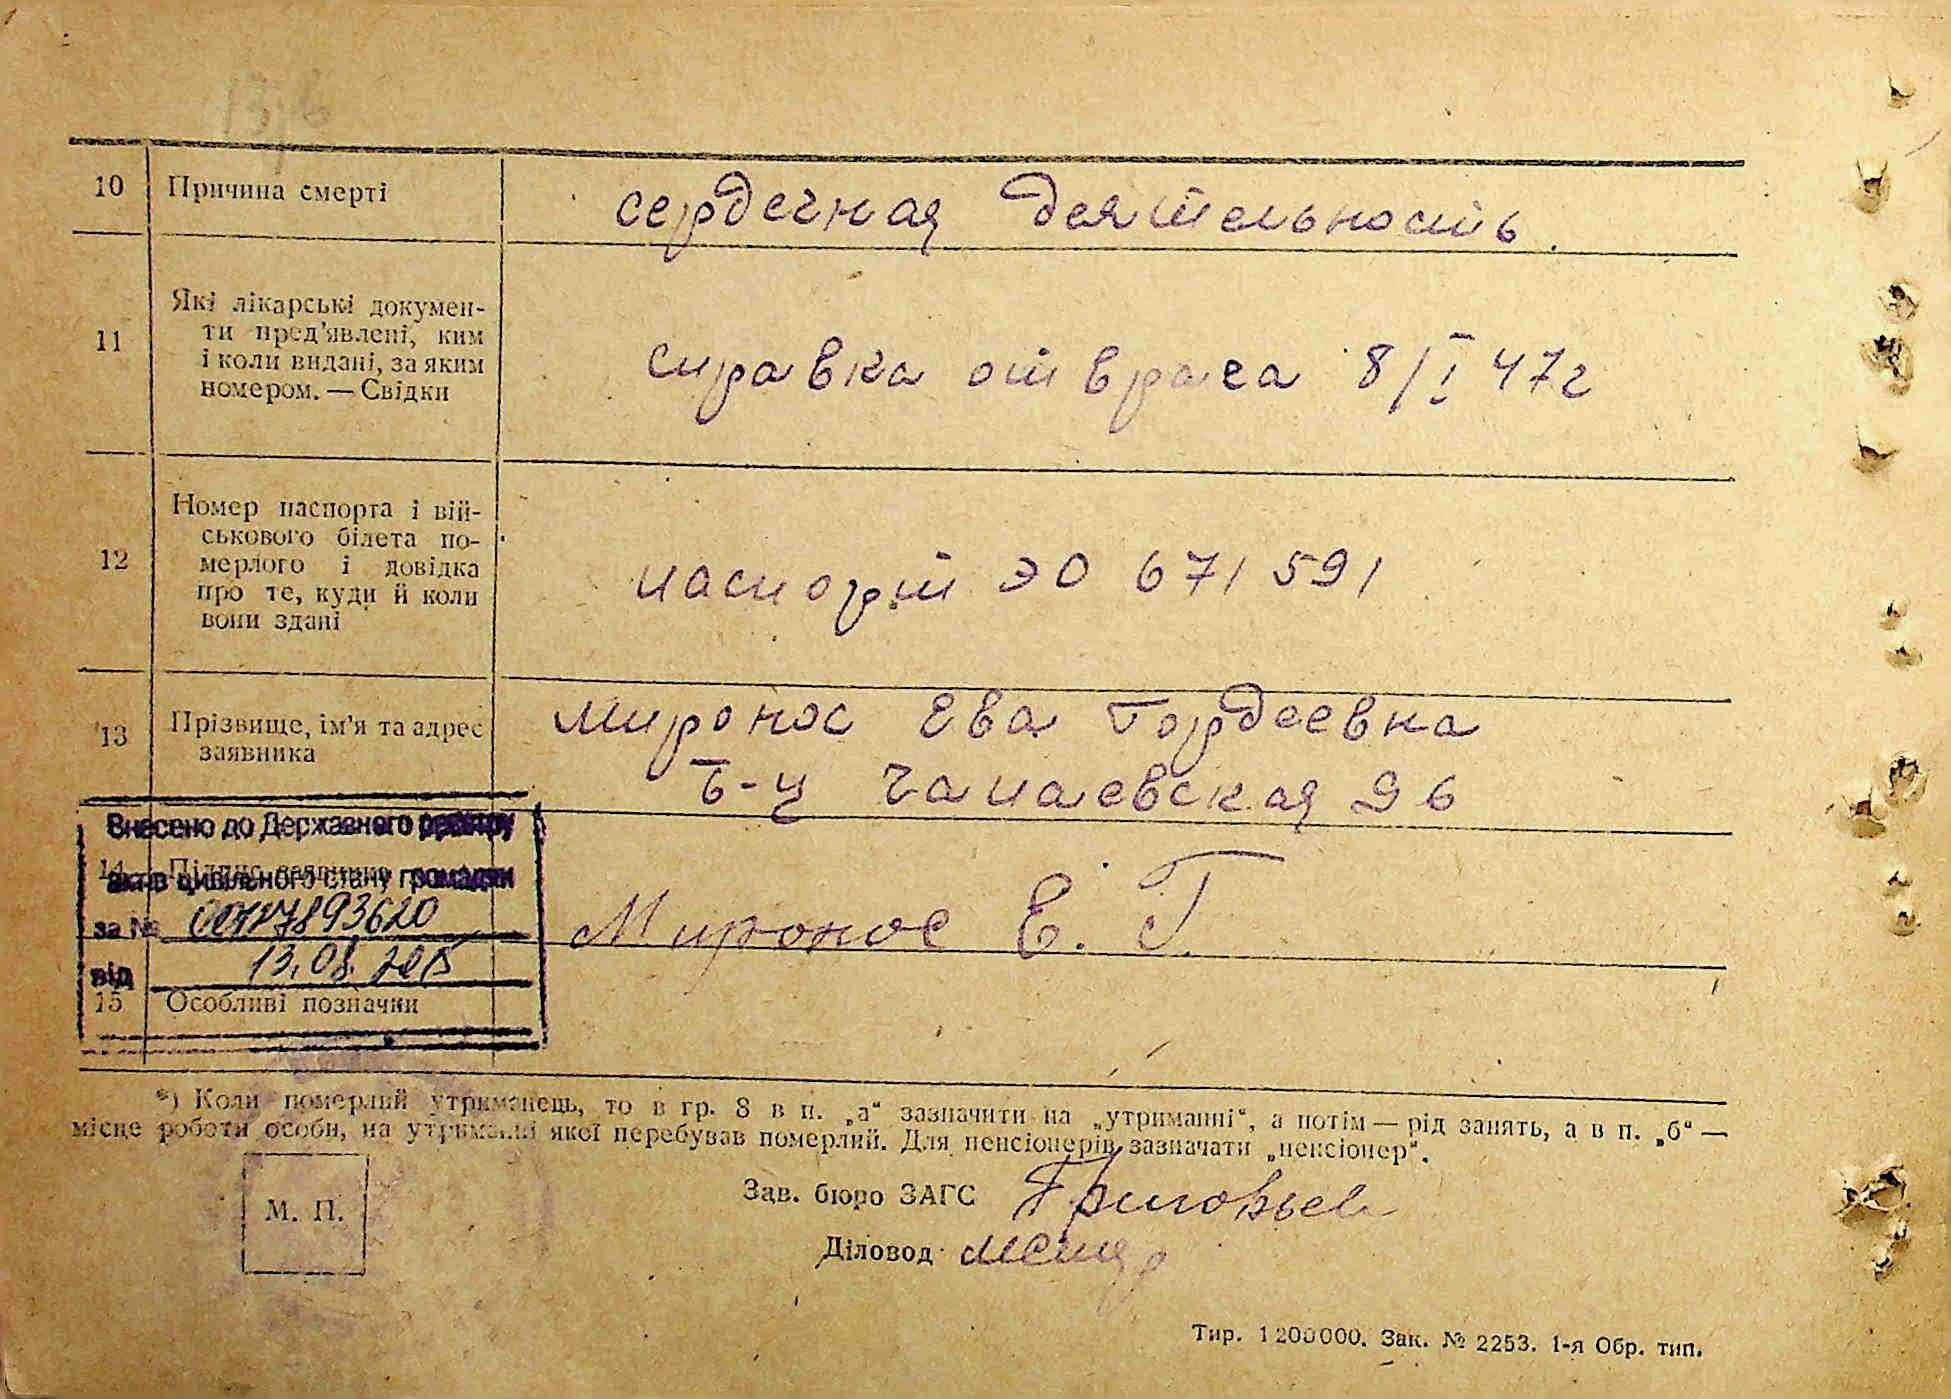 10 Причина смерті
сердечная деятельность.
11 Які лікарські докумен-
ти пред'явлені, ким
і коли видані, за яким
номером. — Свідки
справка от врача 8/I 47г
12 Номер паспорта і вій-
ськового білета по-
мерлого і довідка
про те, куди й коли
вони здані
паспорт ЭО 671591
13 Прізвище, ім'я та адрес
заявника
Миронос Ева Гордеевна
Б-Ц Чапаевская 96
Внесено до Державного реєстру
14 Підпис заявника
актів цивільного стану громадян
за № 00117893620
від 13.08.2015
Миронос Е. Г.
15 Особливі позначки
*) Коли померлий утриманець, то в гр. 8 в п. „а“ зазначити на „утриманні“, а потім — рід занять, а в п. „б“ —
місце роботи особи, на утриманні якої перебував померлий. Для пенсіонерів зазначати „пенсіонер“.
М. П.
Зав. бюро ЗАГС Григорьев
Діловод
Тир. 1200000. Зак. № 2253. 1-я Обр. тип.